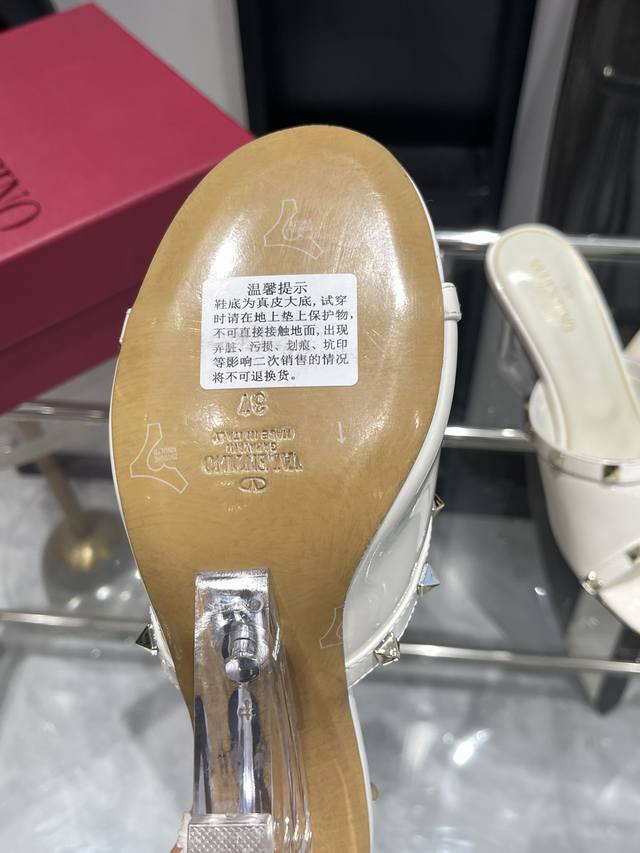 TINO
温馨提示
鞋底为真皮大底,试穿
时请在地上垫上保护物,
不可直接接触地面,出现
弄脏、污损、划痕、坑印
等影响二次销售的情况
将不可退换货。
37
MADE IN ITALY
GARAVANI
VALENTINO